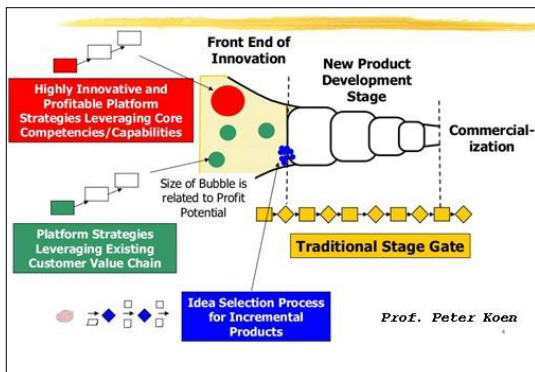 Front End of
Innovation
New Product
Development
Stage
Commercial-
ization
Highly Innovative and
Profitable Platform
Strategies Leveraging Core
Competencies/Capabilities
Size of Bubble is
related to Profit
Potential
Platform Strategies
Leveraging Existing
Customer Value Chain
Traditional Stage Gate
Idea Selection Process
for Incremental
Products
Prof. Peter Koen
4